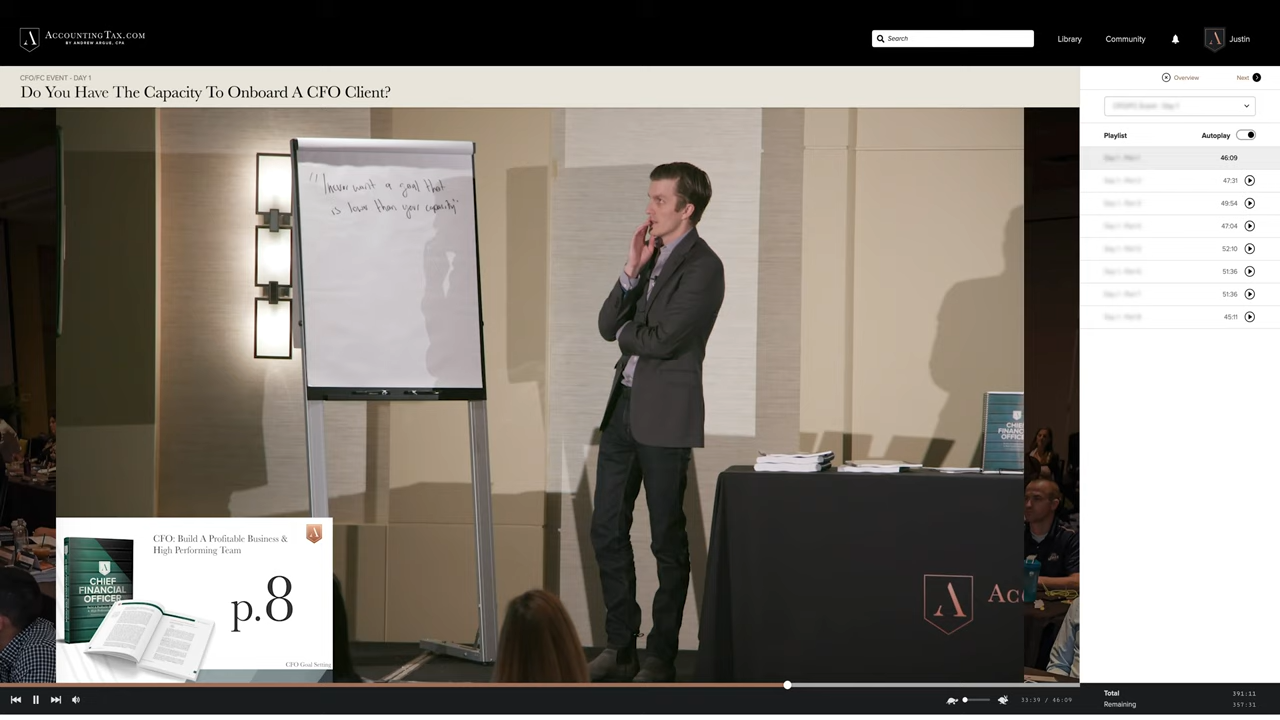 ACCOUNTINGTAX.COM
BY ANDREW ARGUE, CPA
Search
Library
Community
Justin
CFO/FC EVENT - DAY 1
Do You Have The Capacity To Onboard A CFO Client?
Overview
Next
Playlist
Autoplay
46:09
47:31
49:54
47:04
52:10
51:36
51:36
45:11
"I never want a goal that
is lower than your capacity"
CHIEF
FINANCIAL
OFFICER
CFO: Build A Profitable Business &
High Performing Team
p.8
CFO Goal Setting
CHIEF
FINANCIAL
OFFICER
A Acc
33:39 / 46:09
Total 391:11
Remaining 357:31